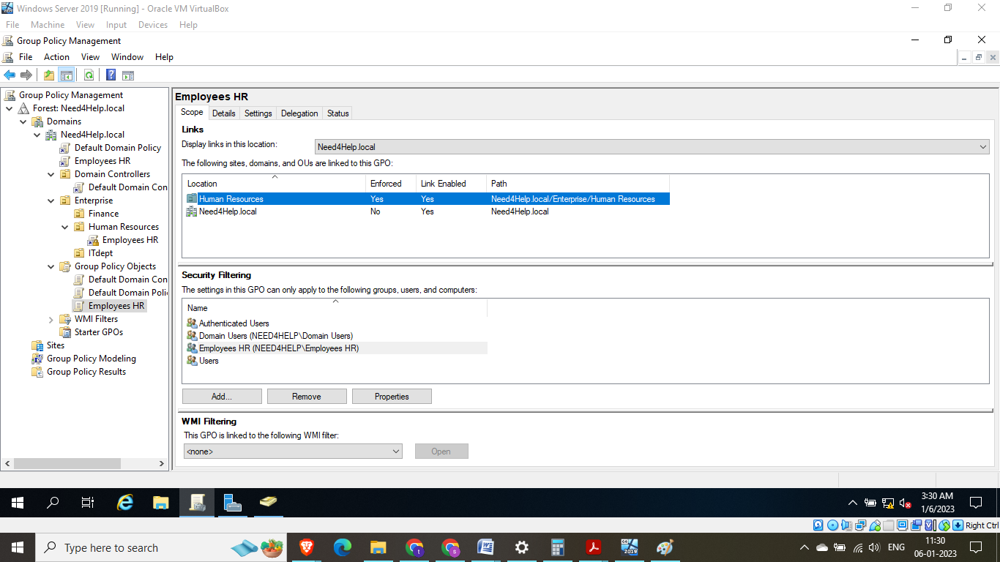 Windows Server 2019 [Running] - Oracle VM VirtualBox
File Machine View Input Devices Help
Group Policy Management
File Action View Window Help
Group Policy Management
Forest: Need4Help.local
Domains
Need4Help.local
Default Domain Policy
Employees HR
Domain Controllers
Default Domain Con
Enterprise
Finance
Human Resources
Employees HR
ITdept
Group Policy Objects
Default Domain Con
Default Domain Poli
Employees HR
WMI Filters
Starter GPOs
Sites
Group Policy Modeling
Group Policy Results
Employees HR
Scope Details Settings Delegation Status
Links
Display links in this location: Need4Help.local
The following sites, domains, and OUs are linked to this GPO:
Location Enforced Link Enabled Path
Human Resources Yes Yes Need4Help.local/Enterprise/Human Resources
Need4Help.local No Yes Need4Help.local
Security Filtering
The settings in this GPO can only apply to the following groups, users, and computers:
Name
Authenticated Users
Domain Users (NEED4HELP\Domain Users)
Employees HR (NEED4HELP\Employees HR)
Users
Add... Remove Properties
WMI Filtering
This GPO is linked to the following WMI filter:
<none> Open
3:30 AM
1/6/2023
Right Ctrl
Type here to search
2019
ENG
11:30
06-01-2023